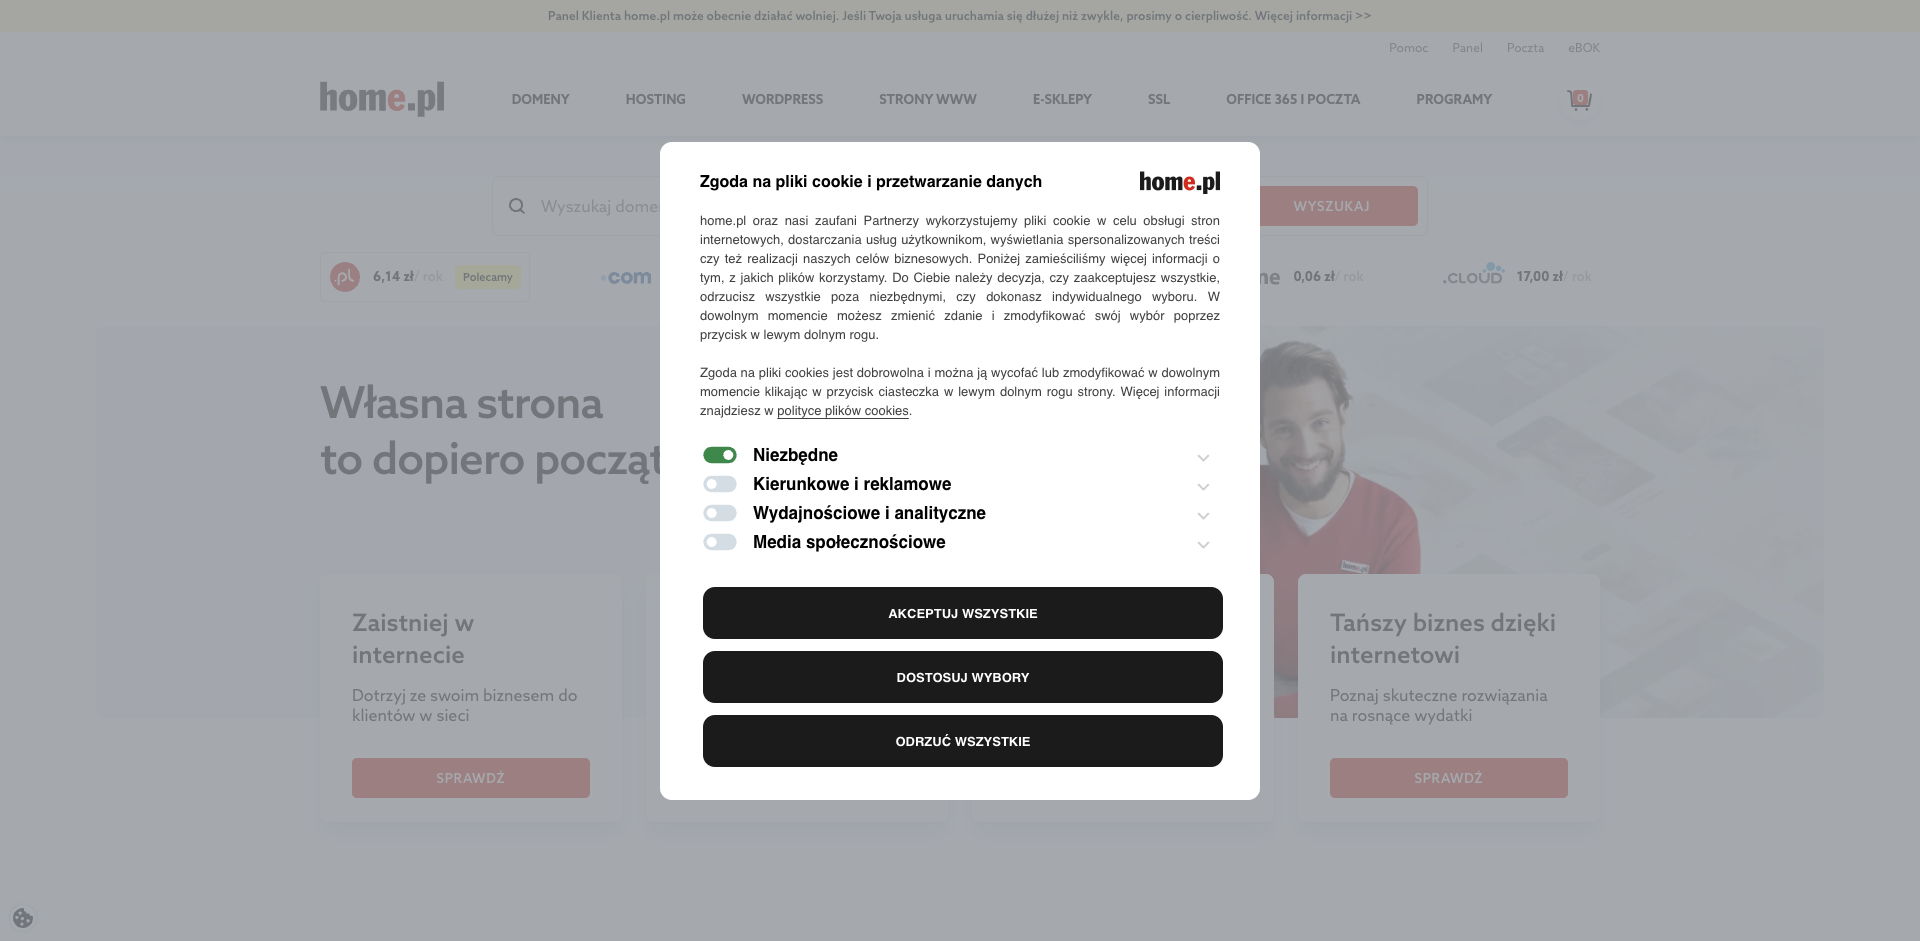 Panel Klienta home.pl może obecnie działać wolniej. Jeśli Twoja usługa uruchamia się dłużej niż zwykle, prosimy o cierpliwość. Więcej informacji >>
Pomoc Panel Poczta eBOK
home.pl DOMENY HOSTING WORDPRESS STRONY WWW E-SKLEPY SSL OFFICE 365 I POCZTA PROGRAMY 0
Zgoda na pliki cookie i przetwarzanie danych home.pl
home.pl oraz nasi zaufani Partnerzy wykorzystujemy pliki cookie w celu obsługi stron
internetowych, dostarczania usług użytkownikom, wyświetlania spersonalizowanych treści
czy też realizacji naszych celów biznesowych. Poniżej zamieściliśmy więcej informacji o
tym, z jakich plików korzystamy. Do Ciebie należy decyzja, czy zaakceptujesz wszystkie,
odrzucisz wszystkie poza niezbędnymi, czy dokonasz indywidualnego wyboru. W
dowolnym momencie możesz zmienić zdanie i zmodyfikować swój wybór poprzez
przycisk w lewym dolnym rogu.
Zgoda na pliki cookies jest dobrowolna i można ją wycofać lub zmodyfikować w dowolnym
momencie klikając w przycisk ciasteczka w lewym dolnym rogu strony. Więcej informacji
znajdziesz w polityce plików cookies.
Niezbędne
Kierunkowe i reklamowe
Wydajnościowe i analityczne
Media społecznościowe
AKCEPTUJ WSZYSTKIE
DOSTOSUJ WYBORY
ODRZUĆ WSZYSTKIE
Wyszukaj WYSZUKAJ
.pl 6,14 zł/ rok Polecamy .com 0,06 zł/ rok .CLOUD 17,00 zł/ rok
Własna strona
to dopiero
home.pl
Zaistniej w
internecie
Dotrzyj ze swoim biznesem do
klientów w sieci
SPRAWDŹ
Tańszy biznes dzięki
internetowi
Poznaj skuteczne rozwiązania
na rosnące wydatki
SPRAWDŹ